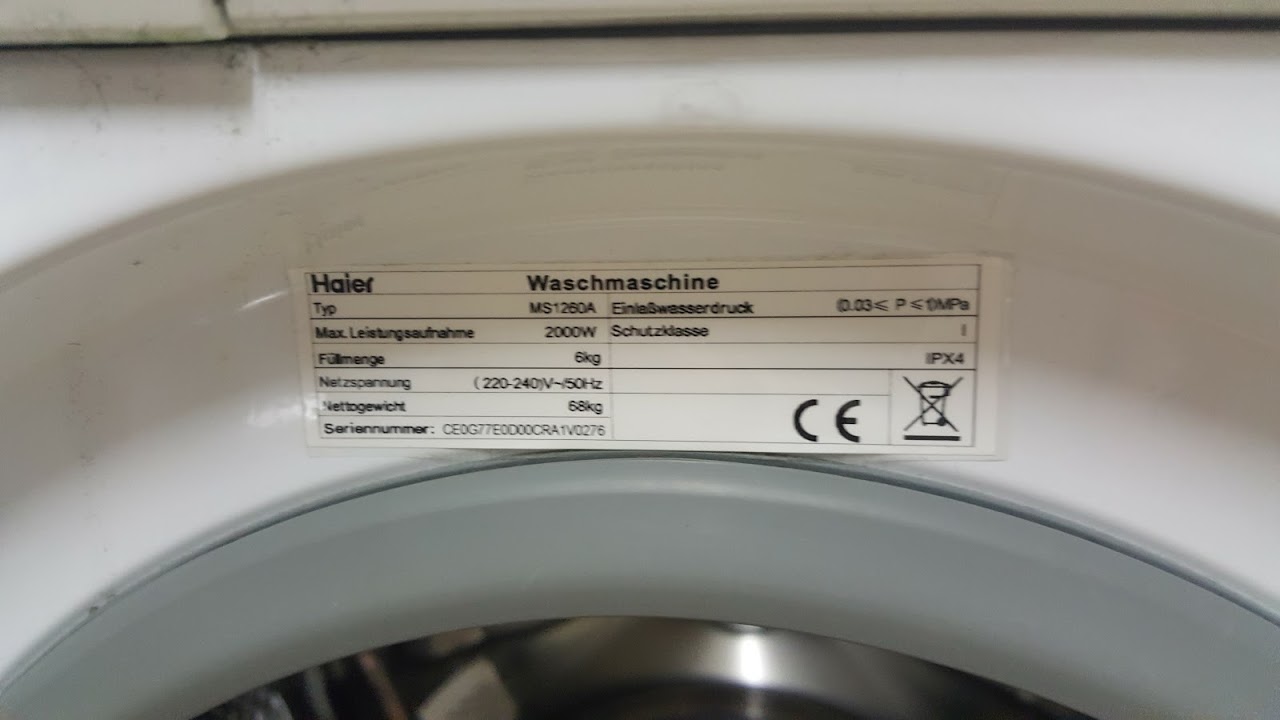 Haier Waschmaschine
Typ MS1260A Einlaßwasserdruck (0.03≤ P ≤1)MPa
Max. Leistungsaufnahme 2000W Schutzklasse I
Füllmenge 6kg IPX4
Netzspannung (220-240)V~/50Hz
Nettogewicht 68kg
Seriennummer: CE0G77E0D00CRA1V0276
CE